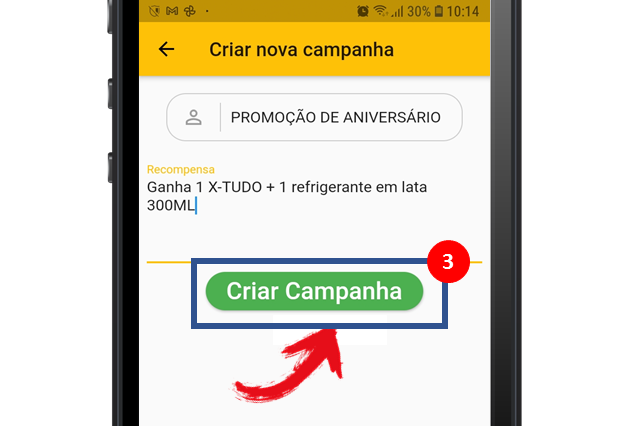 30% 10:14
Criar nova campanha
PROMOÇÃO DE ANIVERSÁRIO
Recompensa
Ganha 1 X-TUDO + 1 refrigerante em lata
300ML
3
Criar Campanha